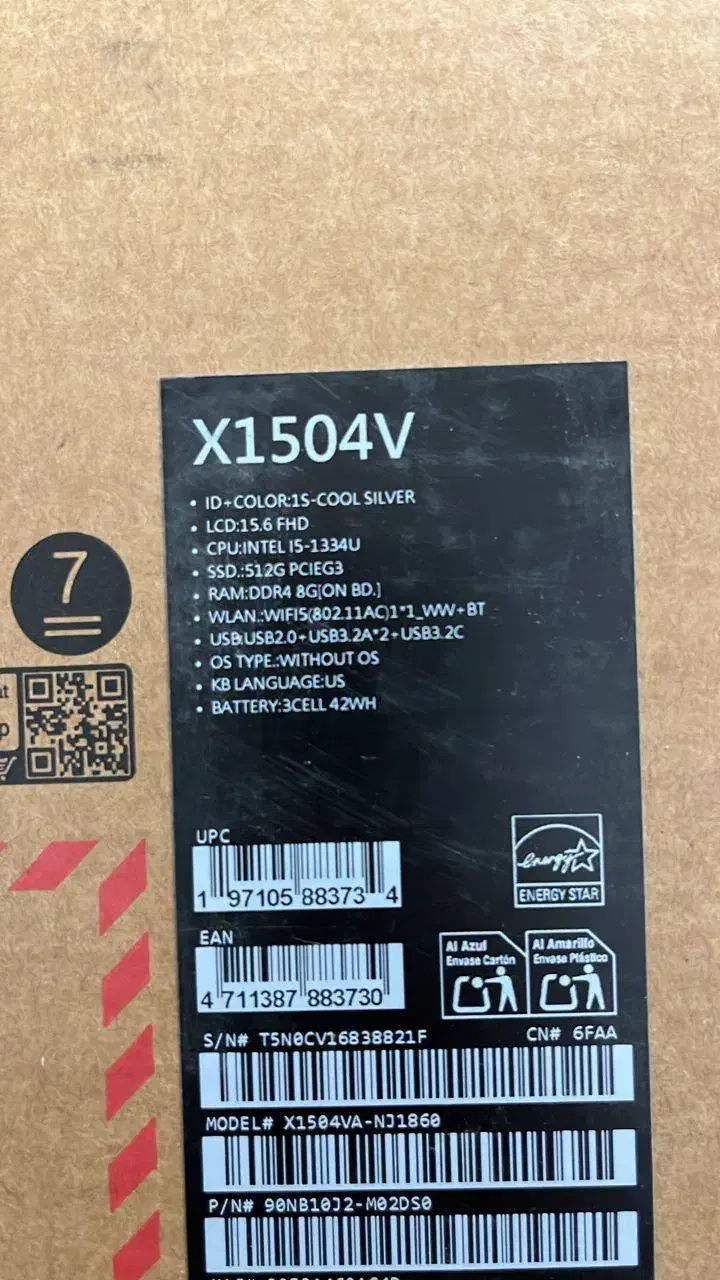 X1504V
• ID+COLOR:1S-COOL SILVER
• LCD:15.6 FHD
• CPU:INTEL I5-1334U
• SSD.:512G PCIEG3
• RAM:DDR4 8G[ON BD.]
• WLAN.:WIFI5(802.11AC)1*1_WW+BT
• USB:USB2.0+USB3.2A*2+USB3.2C
• OS TYPE.:WITHOUT OS
• KB LANGUAGE:US
• BATTERY:3CELL 42WH
7
UPC
1 97105 88373 4
energy
ENERGY STAR
EAN
4 711387 883730
Al Azul
Envase Cartón
Al Amarillo
Envase Plástico
S/N# T5N0CV16838821F CN# 6FAA
MODEL# X1504VA-NJ1860
P/N# 90NB10J2-M02DS0